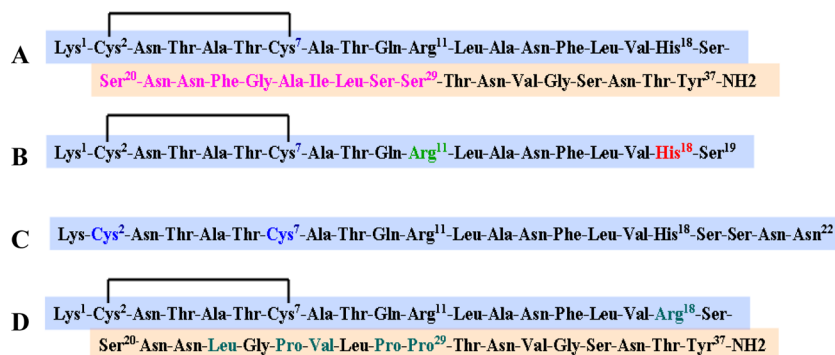 A Lys¹-Cys²-Asn-Thr-Ala-Thr-Cys⁷-Ala-Thr-Gln-Arg¹¹-Leu-Ala-Asn-Phe-Leu-Val-His¹⁸-Ser-
Ser²⁰-Asn-Asn-Phe-Gly-Ala-Ile-Leu-Ser-Ser²⁹-Thr-Asn-Val-Gly-Ser-Asn-Thr-Tyr³⁷-NH2
B Lys¹-Cys²-Asn-Thr-Ala-Thr-Cys⁷-Ala-Thr-Gln-Arg¹¹-Leu-Ala-Asn-Phe-Leu-Val-His¹⁸-Ser¹⁹
C Lys-Cys²-Asn-Thr-Ala-Thr-Cys⁷-Ala-Thr-Gln-Arg¹¹-Leu-Ala-Asn-Phe-Leu-Val-His¹⁸-Ser-Ser-Asn-Asn²²
D Lys¹-Cys²-Asn-Thr-Ala-Thr-Cys⁷-Ala-Thr-Gln-Arg¹¹-Leu-Ala-Asn-Phe-Leu-Val-Arg¹⁸-Ser-
Ser²⁰-Asn-Asn-Leu-Gly-Pro-Val-Leu-Pro-Pro²⁹-Thr-Asn-Val-Gly-Ser-Asn-Thr-Tyr³⁷-NH2